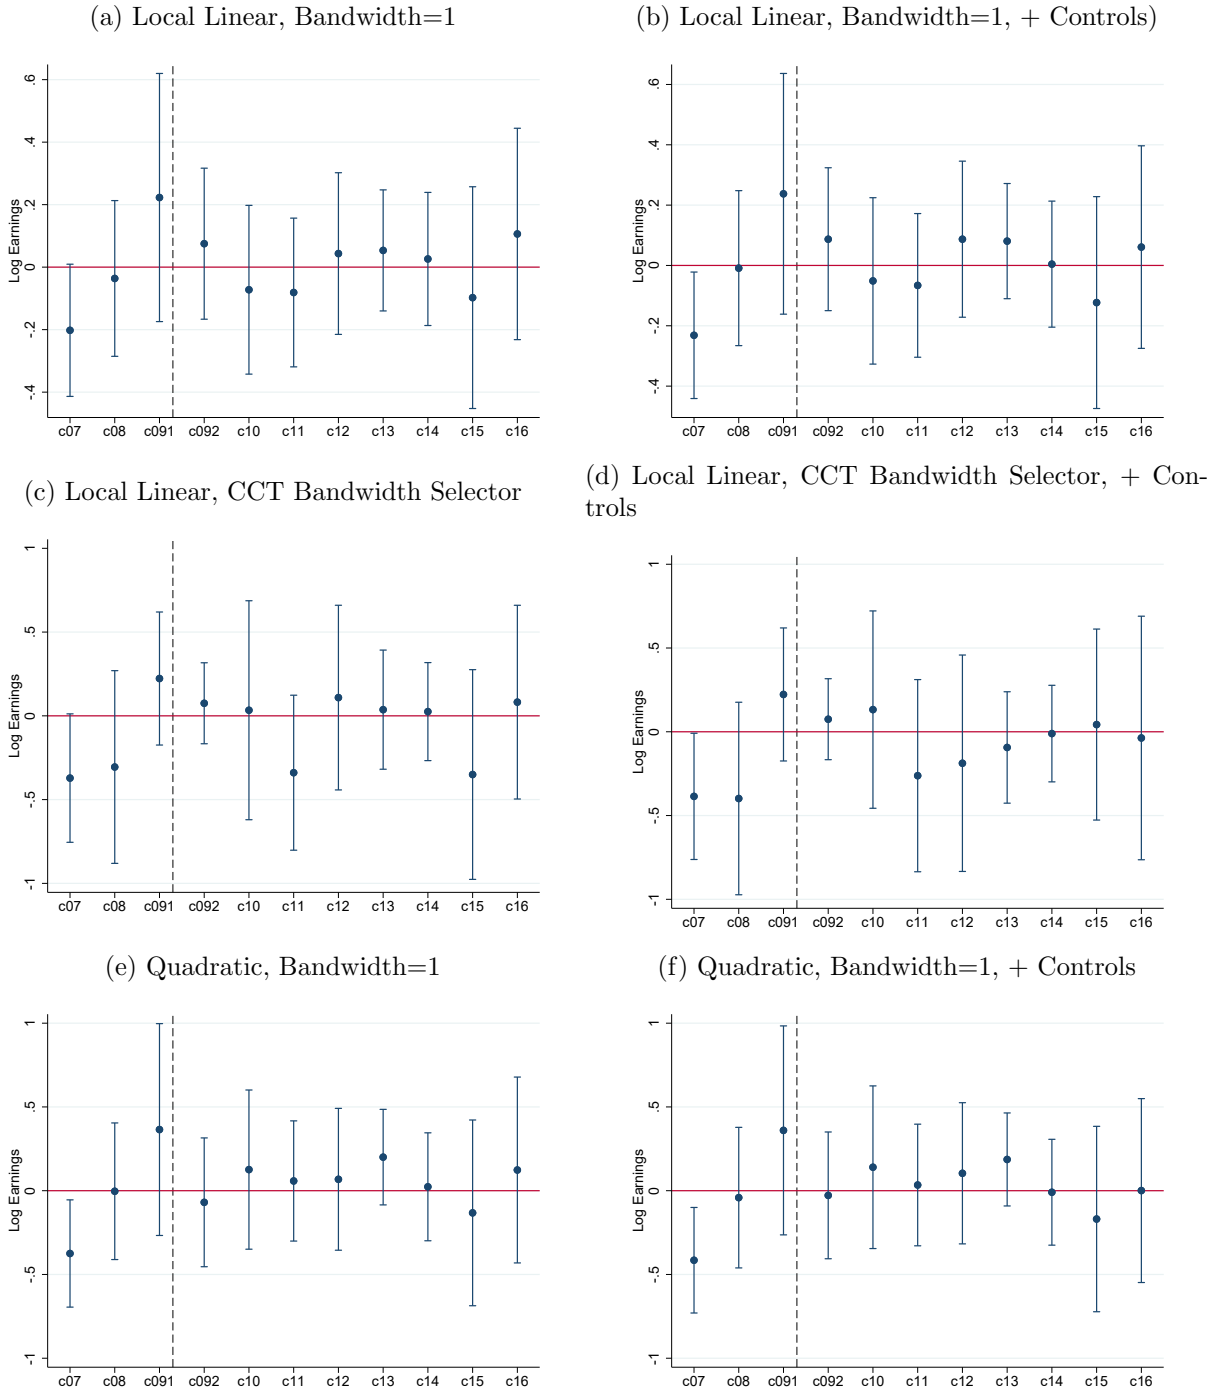 (a) Local Linear, Bandwidth=1
Log Earnings
.6
.4
.2
0
-.2
-.4
c07 c08 c091 c092 c10 c11 c12 c13 c14 c15 c16
(b) Local Linear, Bandwidth=1, + Controls)
Log Earnings
.6
.4
.2
0
-.2
-.4
c07 c08 c091 c092 c10 c11 c12 c13 c14 c15 c16
(c) Local Linear, CCT Bandwidth Selector
Log Earnings
1
.5
0
-.5
-1
c07 c08 c091 c092 c10 c11 c12 c13 c14 c15 c16
(d) Local Linear, CCT Bandwidth Selector, + Con-
trols
Log Earnings
1
.5
0
-.5
-1
c07 c08 c091 c092 c10 c11 c12 c13 c14 c15 c16
(e) Quadratic, Bandwidth=1
Log Earnings
1
.5
0
-.5
-1
c07 c08 c091 c092 c10 c11 c12 c13 c14 c15 c16
(f) Quadratic, Bandwidth=1, + Controls
Log Earnings
1
.5
0
-.5
-1
c07 c08 c091 c092 c10 c11 c12 c13 c14 c15 c16